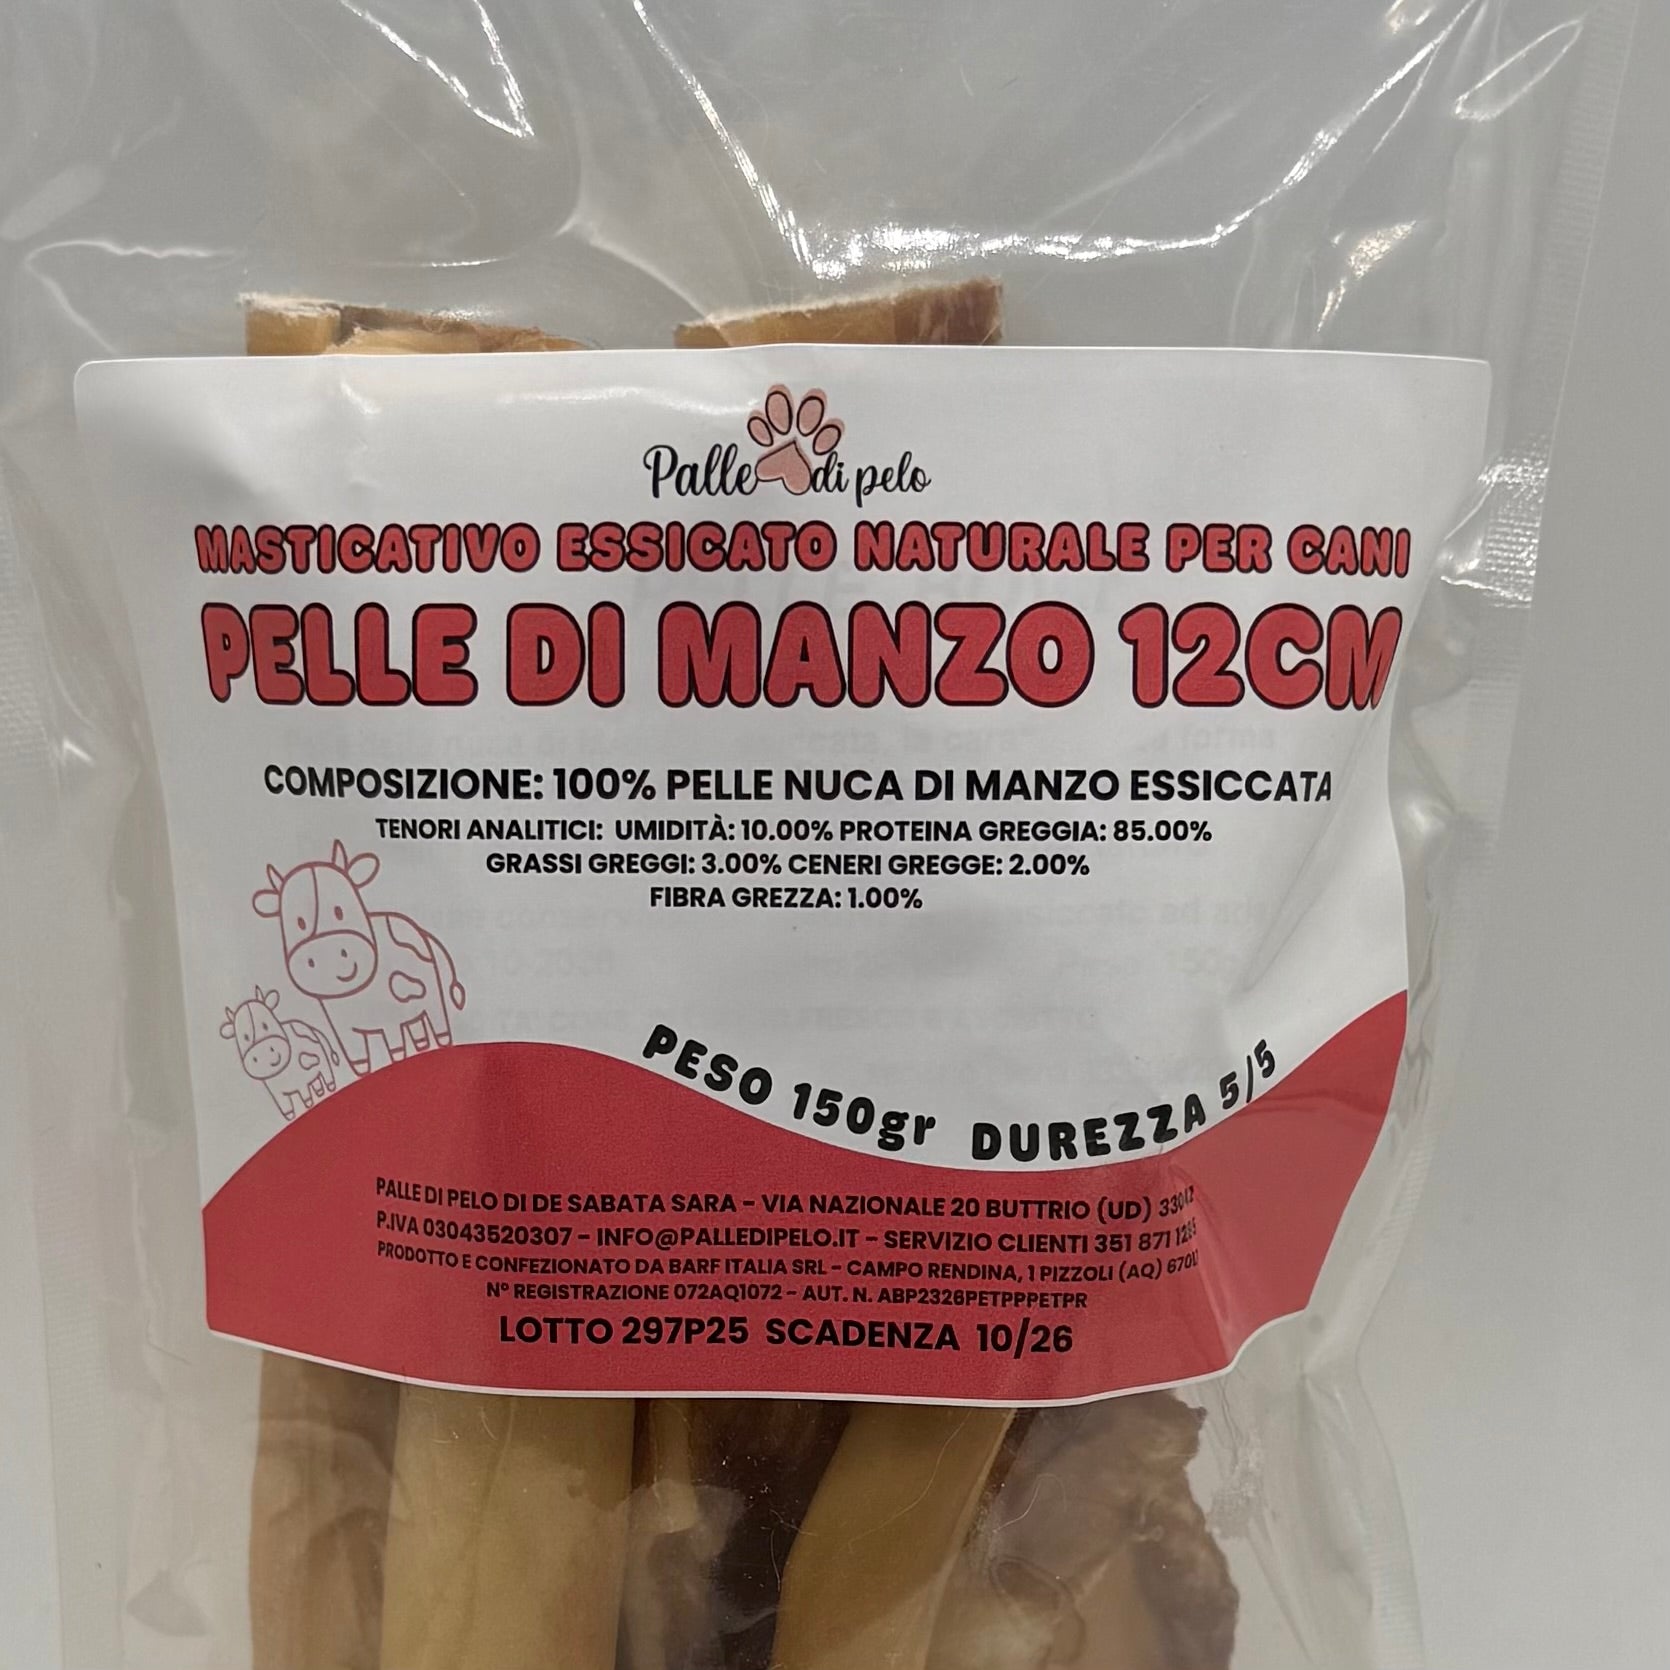 Palle di pelo
MASTICATIVO ESSICATO NATURALE PER CANI
PELLE DI MANZO 12CM
COMPOSIZIONE: 100% PELLE NUCA DI MANZO ESSICCATA
TENORI ANALITICI: UMIDITÀ: 10.00% PROTEINA GREGGIA: 85.00%
GRASSI GREGGI: 3.00% CENERI GREGGE: 2.00%
FIBRA GREZZA: 1.00%
PESO 150gr DUREZZA 5/5
PALLE DI PELO DI DE SABATA SARA - VIA NAZIONALE 20 BUTTRIO (UD) 33042
P.IVA 03043520307 - INFO@PALLEDIPELO.IT - SERVIZIO CLIENTI 351 871
PRODOTTO E CONFEZIONATO DA BARF ITALIA SRL - CAMPO RENDINA, 1 PIZZOLI (AQ)
N° REGISTRAZIONE 072AQ1072 - AUT. N. ABP2326PETPPPETPR
LOTTO 297P25 SCADENZA 10/26